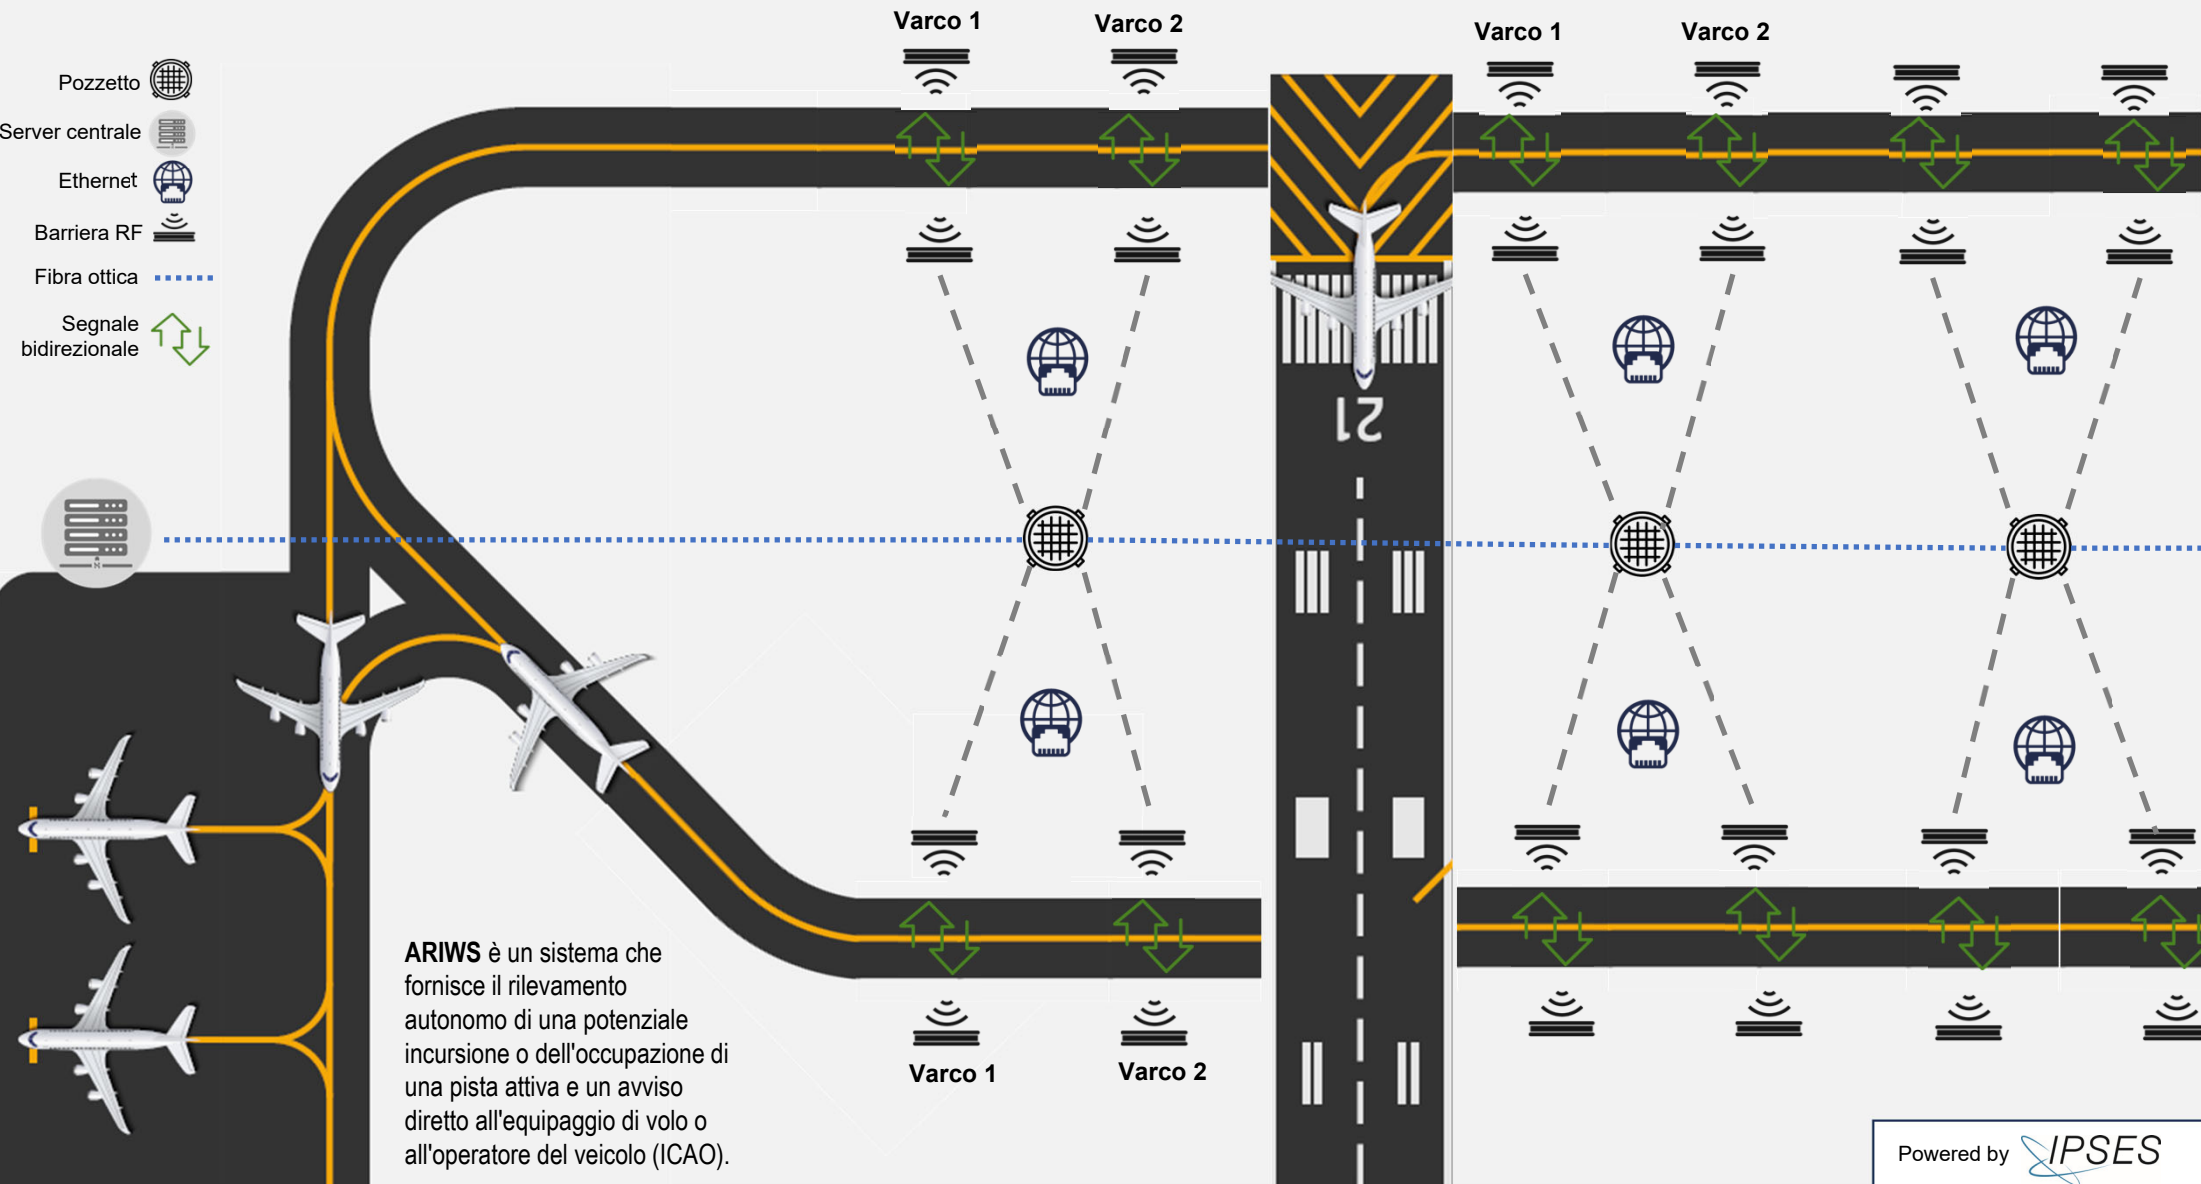 Varco 1
Varco 2
Varco 1
Varco 2
Pozzetto
Server centrale
Ethernet
Barriera RF
Fibra ottica
Segnale
bidirezionale
21
ARIWS è un sistema che
fornisce il rilevamento
autonomo di una potenziale
incursione o dell'occupazione di
una pista attiva e un avviso
diretto all'equipaggio di volo o
all'operatore del veicolo (ICAO).
Varco 1
Varco 2
Powered by IPSES